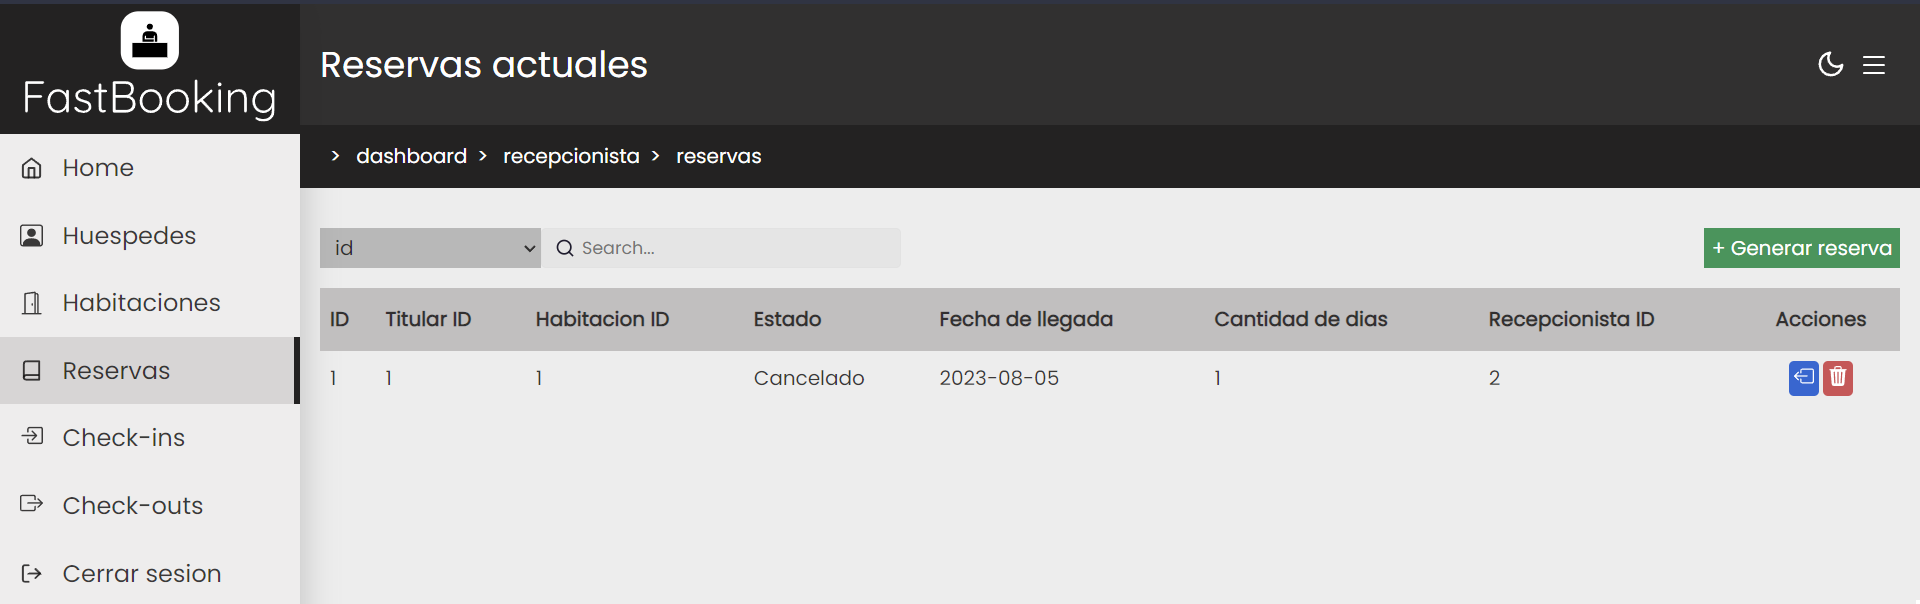 FastBooking
Home
Huespedes
Habitaciones
Reservas
Check-ins
Check-outs
Cerrar sesion
Reservas actuales
> dashboard > recepcionista > reservas
id Search...
+ Generar reserva
ID Titular ID Habitacion ID Estado Fecha de llegada Cantidad de dias Recepcionista ID Acciones
1 1 1 Cancelado 2023-08-05 1 2